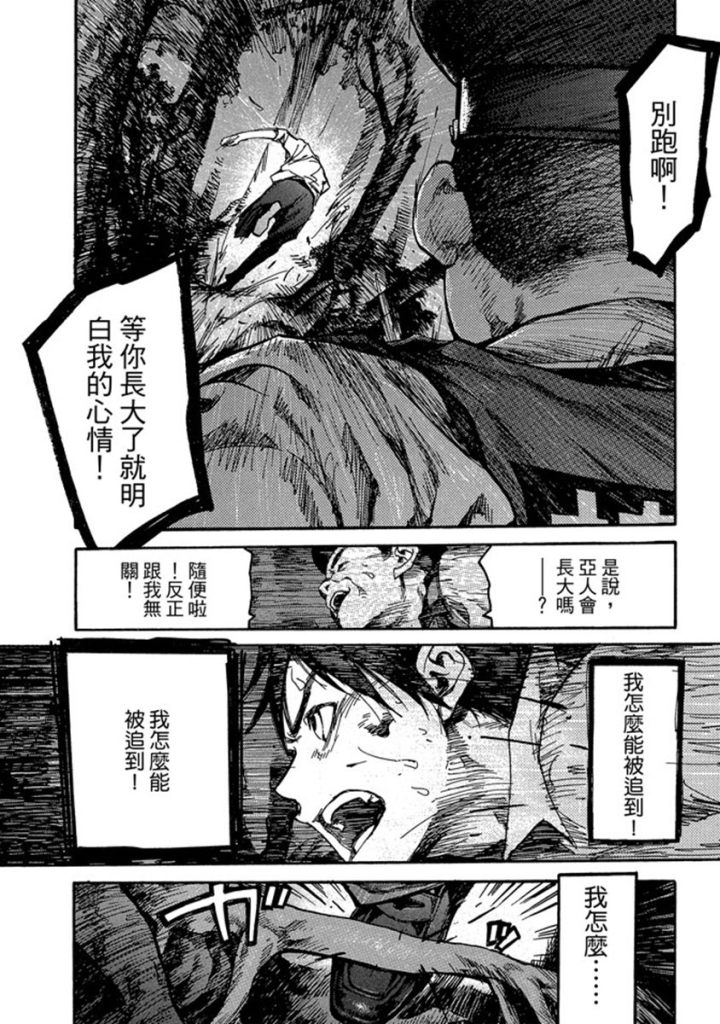 別跑啊！
等你長大了就明
白我的心情！
是說，
亞人會
長大嗎
——？
隨便啦
！反正
跟我無
關！
我怎麼能被追到！
我怎麼能
被追到！
我怎麼……
ガッ